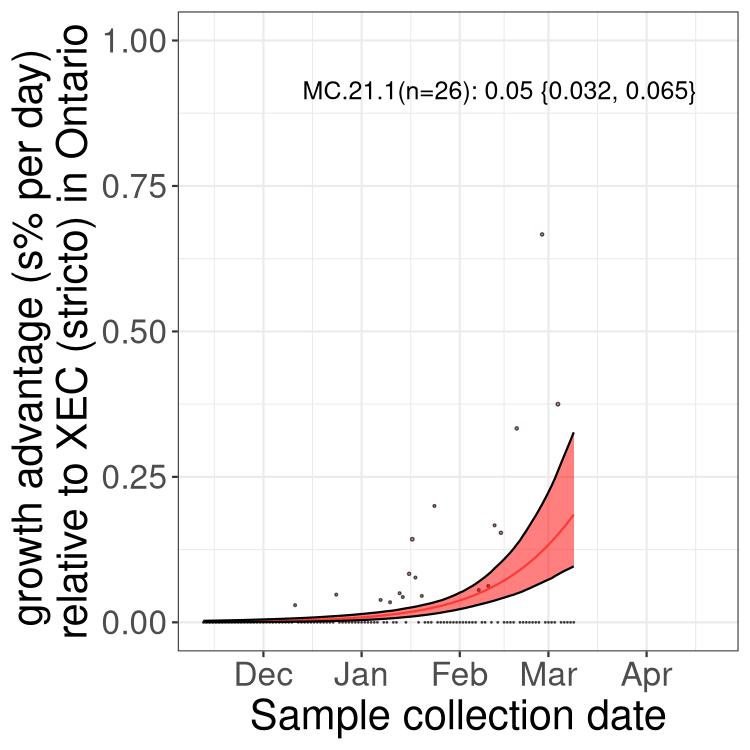 growth advantage (s% per day)
relative to XEC (stricto) in Ontario
1.00
0.75
0.50
0.25
0.00
MC.21.1(n=26): 0.05 {0.032, 0.065}
Dec Jan Feb Mar Apr
Sample collection date